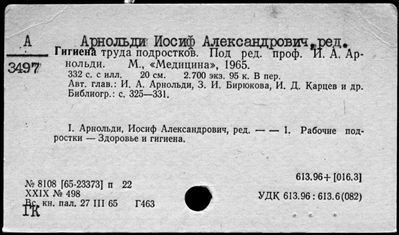 А Арнольди Иосиф Александрович, ред.
3497
Гигиена труда подростков. Под ред. проф. И. А. Ар-
нольди. М., «Медицина», 1965.
332 с. с илл. 20 см. 2.700 экз. 95 к. В пер.
Авт. глав.: И. А. Арнольди, З. И. Бирюкова, И. Д. Карцев и др.
Библиогр.: с. 325—331.
I. Арнольди, Иосиф Александрович, ред. — — 1. Рабочие под-
ростки — Здоровье и гигиена.
613.96+[016.3]
№ 8108 [65-23373] п 22
XXIX № 498
УДК 613.96 : 613.6(082)
Вс. кн. пал. 27 III 65 Г463
ГК